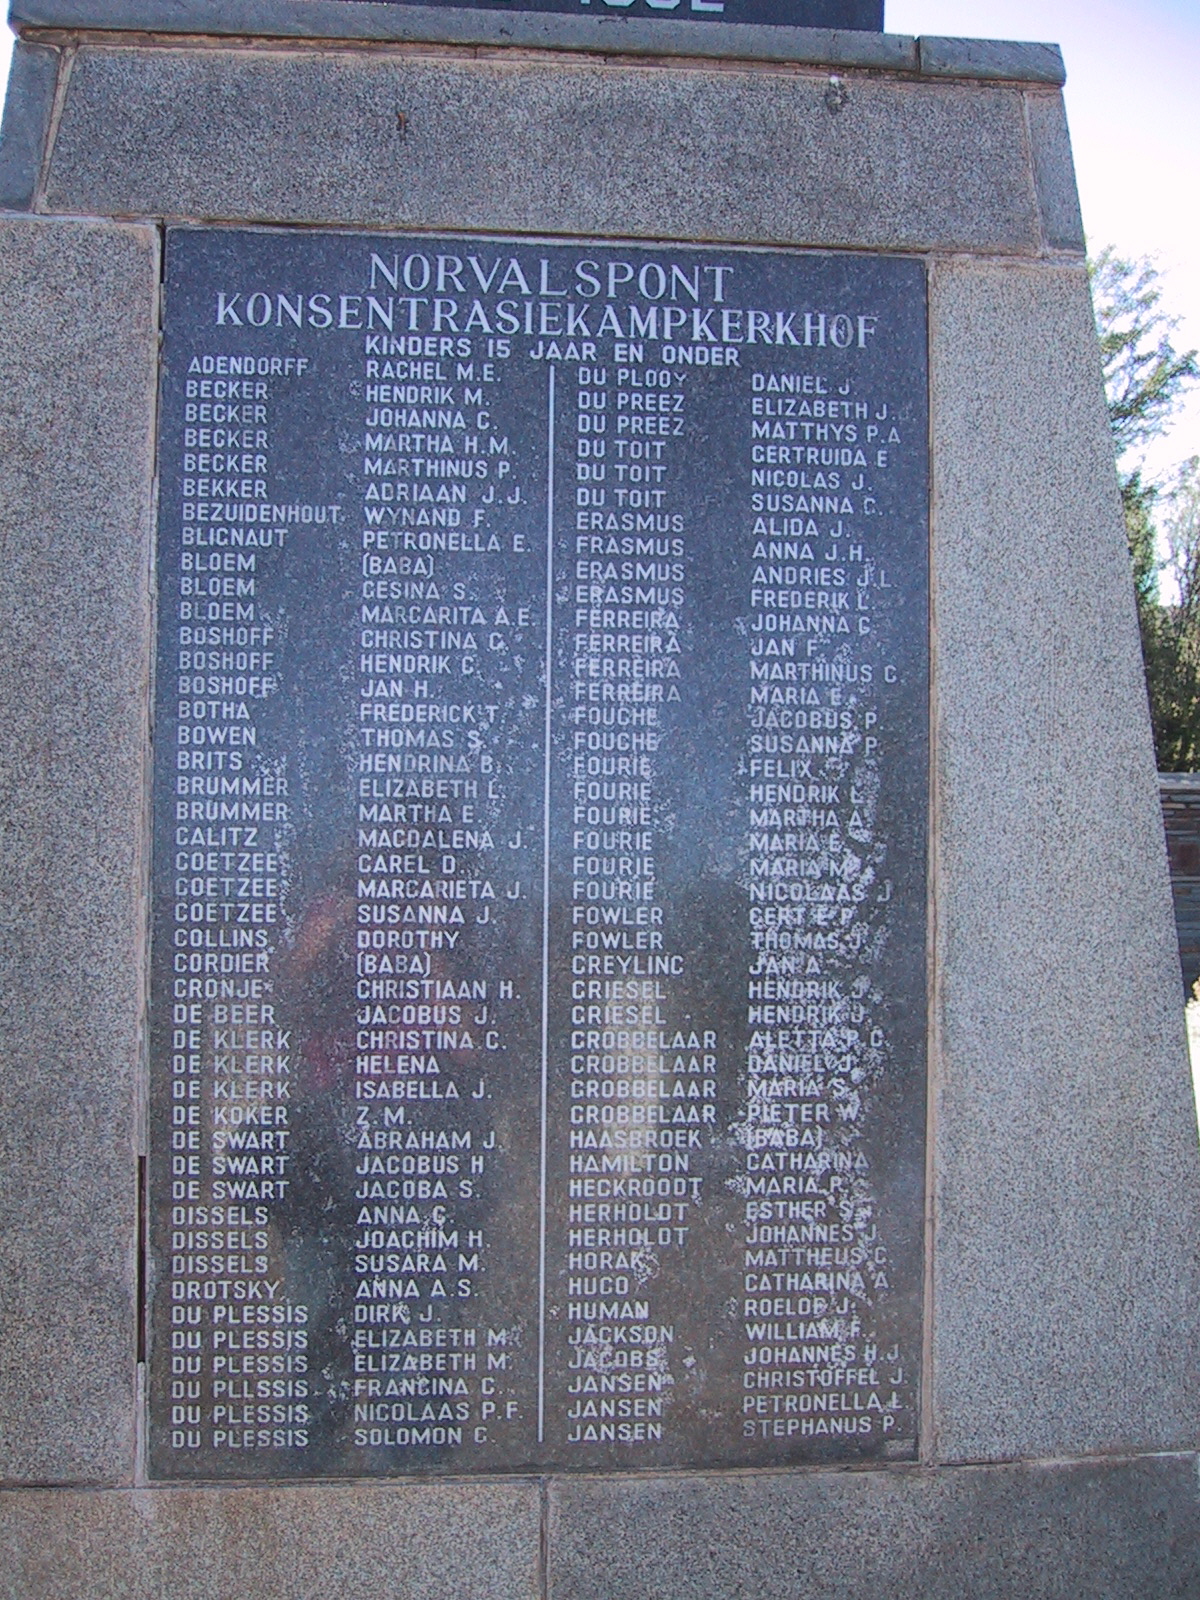 NORVALSPONT
KONSENTRASIEKAMPKERKHOF
KINDERS 15 JAAR EN ONDER
ADENDORFF RACHEL M.E.
BECKER HENDRIK M.
BECKER JOHANNA C.
BECKER MARTHA H.M.
BECKER MARTHINUS P.
BEKKER ADRIAAN J.J.
BEZUIDENHOUT WYNAND F.
BLIGNAUT PETRONELLA E.
BLOEM (BABA)
BLOEM GESINA S.
BLOEM MARGARITA A.E.
BOSHOFF CHRISTINA C.
BOSHOFF HENDRIK C.
BOSHOFF JAN H.
BOTHA FREDERICK T.
BOWEN THOMAS S.
BRITS HENDRINA B.
BRUMMER ELIZABETH L.
BRUMMER MARTHA E.
CALITZ MAGDALENA J.
COETZEE CAREL D.
COETZEE MARGARIETA J.
COETZEE SUSANNA J.
COLLINS DOROTHY
CORDIER (BABA)
CRONJE CHRISTIAAN H.
DE BEER JACOBUS J.
DE KLERK CHRISTINA C.
DE KLERK HELENA
DE KLERK ISABELLA J.
DE KOKER Z M.
DE SWART ABRAHAM J.
DE SWART JACOBUS H
DE SWART JACOBA S.
DISSELS ANNA C.
DISSELS JOACHIM H.
DISSELS SUSARA M.
DROTSKY ANNA A.S.
DU PLESSIS DIRK J.
DU PLESSIS ELIZABETH M.
DU PLESSIS ELIZABETH M.
DU PLLSSIS FRANCINA C.
DU PLESSIS NICOLAAS P.F.
DU PLESSIS SOLOMON C.
DU PLOOY DANIEL J.
DU PREEZ ELIZABETH J.
DU PREEZ MATTHYS P.A
DU TOIT GERTRUIDA E
DU TOIT NICOLAS J.
DU TOIT SUSANNA C.
ERASMUS ALIDA J.
FRASMUS ANNA J.H.
ERASMUS ANDRIES J.L.
ERASMUS FREDERIK L.
FERREIRA JOHANNA C
FERREIRA JAN F.
FERREIRA MARTHINUS C.
FERREIRA MARIA E.
FOUCHE JACOBUS P.
FOUCHE SUSANNA P.
FOURIE FELIX C.
FOURIE HENDRIK L
FOURIE MARTHA A.
FOURIE MARIA E.
FOURIE MARIA M.
FOURIE NICOLAAS J
FOWLER GERT E P.
FOWLER THOMAS J.
GREYLING JAN A.
GRIESEL HENDRIK J.
GRIESEL HENDRIK J.
GROBBELAAR ALETTA P C
GROBBELAAR DANIEL J.
GROBBELAAR MARIA S.
GROBBELAAR PIETER W.
HAASBROEK (BABA)
HAMILTON CATHARINA
HECKROODT MARIA P.
HERHOLDT ESTHER S.
HERHOLDT JOHANNES J.
HORAK MATTHEUS C.
HUGO CATHARINA A.
HUMAN ROELOF J.
JACKSON WILLIAM F.
JACOBS JOHANNES H.J
JANSEN CHRISTOFFEL J.
JANSEN PETRONELLA L.
JANSEN STEPHANUS P.